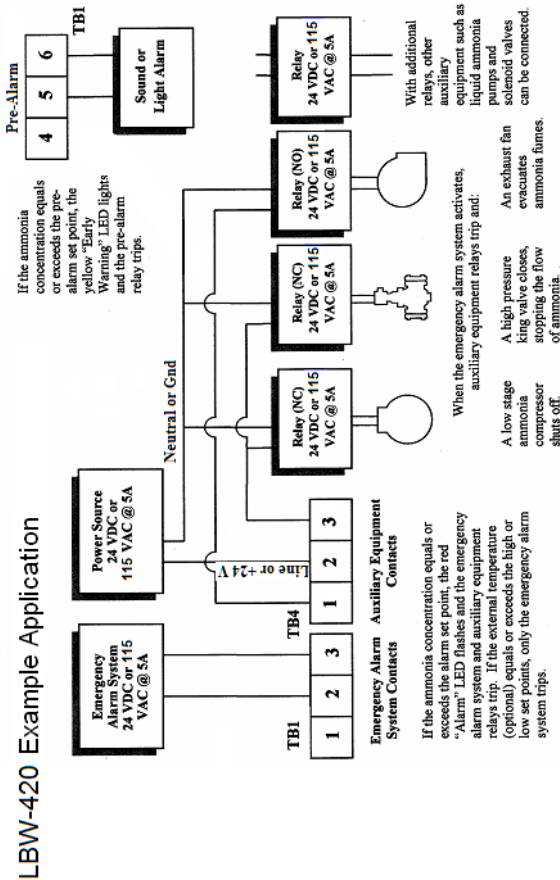 LBW-420 Example Application
Emergency
Alarm System
24 VDC or 115
VAC @ 5A
Power Source
24 VDC or
115 VAC @ 5A
If the ammonia
concentration equals
or exceeds the pre-
alarm set point, the
yellow "Early
Warning" LED lights
and the pre-alarm
relay trips.
Pre-Alarm
4 5 6
TB1
Sound or
Light Alarm
Neutral or Gnd
Line or +24 V
TB1
1 2 3
Emergency Alarm
System Contacts
TB4
1 2 3
Auxiliary Equipment
Contacts
Relay (NC)
24 VDC or 115
VAC @ 5A
Relay (NC)
24 VDC or 115
VAC @ 5A
Relay (NO)
24 VDC or 115
VAC @ 5A
Relay
24 VDC or 115
VAC @ 5A
If the ammonia concentration equals or
exceeds the alarm set point, the red
"Alarm" LED flashes and the emergency
alarm system and auxiliary equipment
relays trip. If the external temperature
(optional) equals or exceeds the high or
low set points, only the emergency alarm
system trips.
When the emergency alarm system activates,
auxiliary equipment relays trip and:
A low stage
ammonia
compressor
shuts off.
A high pressure
king valve closes,
stopping the flow
of ammonia.
An exhaust fan
evacuates
ammonia fumes.
With additional
relays, other
auxiliary
equipment such as
liquid ammonia
pumps and
solenoid valves
can be connected.